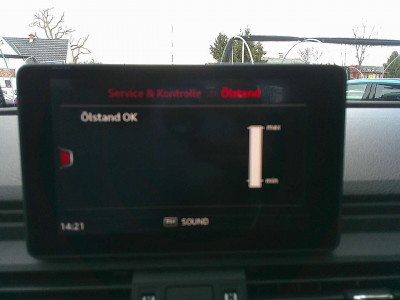 Service & Kontrolle Ölstand
Ölstand OK
max
min
14:21
SOUND